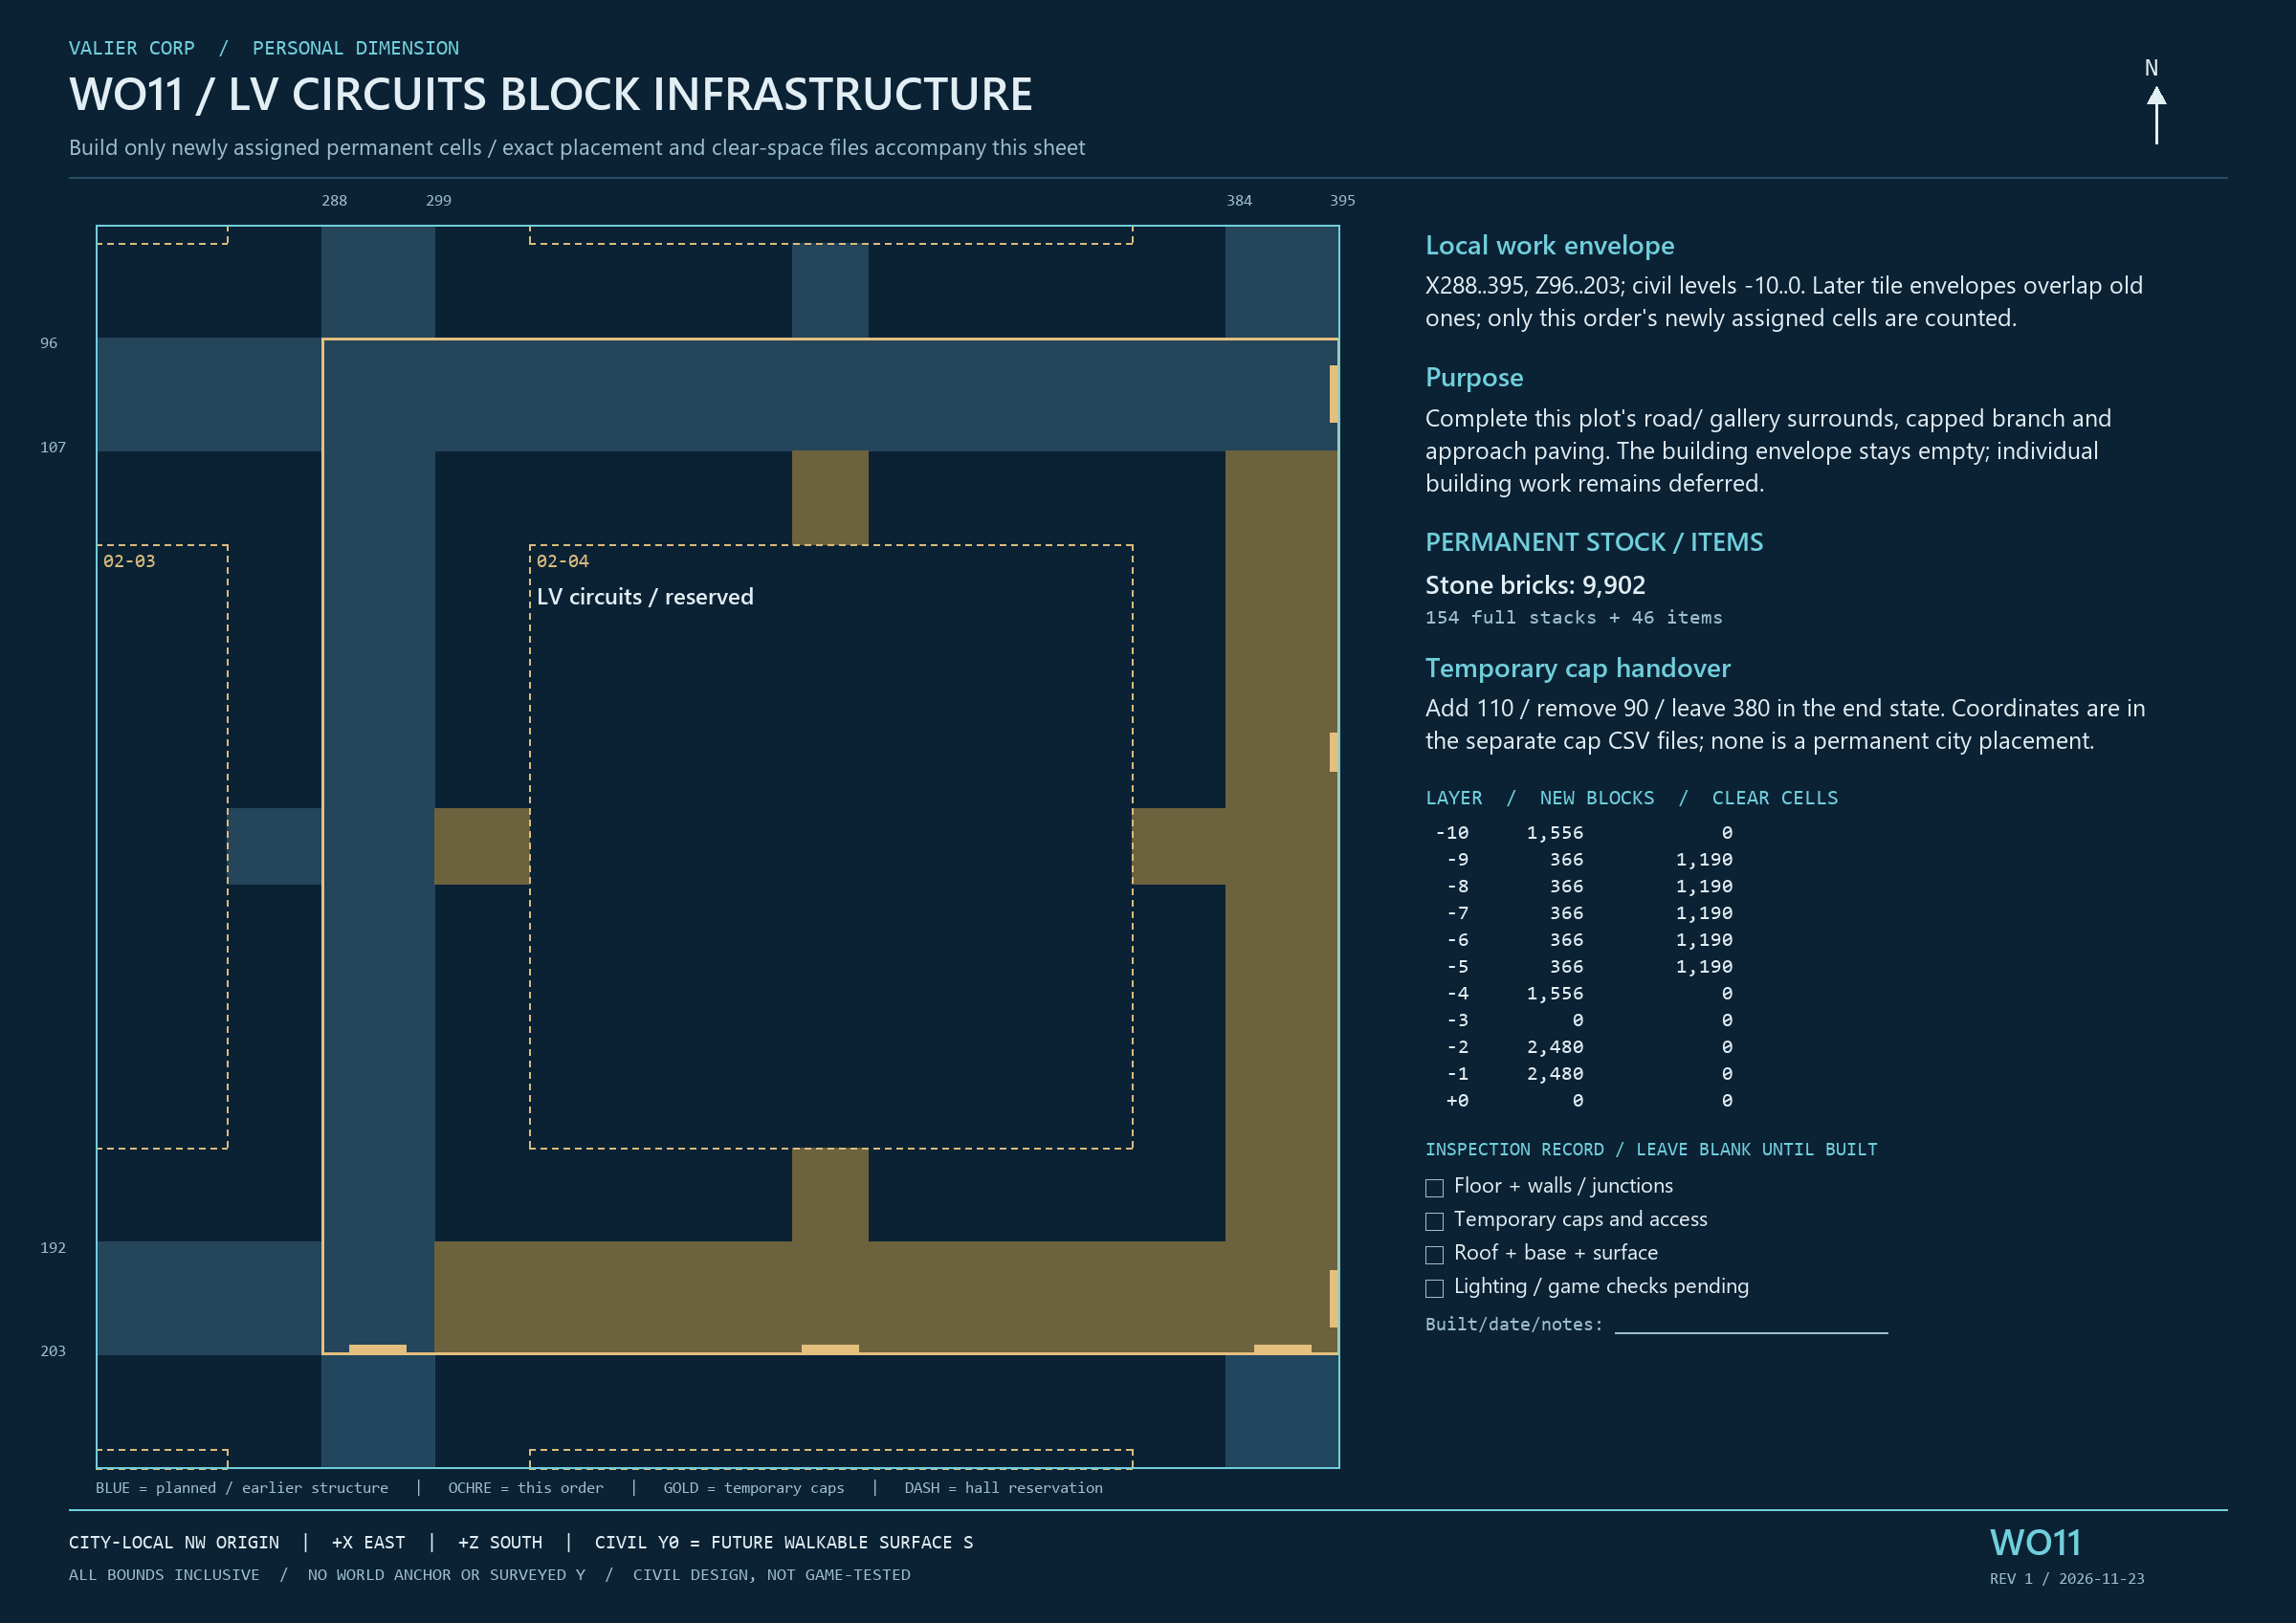 VALIER CORP / PERSONAL DIMENSION
WO11 / LV CIRCUITS BLOCK INFRASTRUCTURE
Build only newly assigned permanent cells / exact placement and clear-space files accompany this sheet
N
288 299 384 395
96
107
192
203
02-03
02-04
LV circuits / reserved
BLUE = planned / earlier structure | OCHRE = this order | GOLD = temporary caps | DASH = hall reservation
Local work envelope
X288..395, Z96..203; civil levels -10..0. Later tile envelopes overlap old
ones; only this order's newly assigned cells are counted.
Purpose
Complete this plot's road/ gallery surrounds, capped branch and
approach paving. The building envelope stays empty; individual
building work remains deferred.
PERMANENT STOCK / ITEMS
Stone bricks: 9,902
154 full stacks + 46 items
Temporary cap handover
Add 110 / remove 90 / leave 380 in the end state. Coordinates are in
the separate cap CSV files; none is a permanent city placement.
LAYER / NEW BLOCKS / CLEAR CELLS
-10 1,556 0
-9 366 1,190
-8 366 1,190
-7 366 1,190
-6 366 1,190
-5 366 1,190
-4 1,556 0
-3 0 0
-2 2,480 0
-1 2,480 0
+0 0 0
INSPECTION RECORD / LEAVE BLANK UNTIL BUILT
Floor + walls / junctions
Temporary caps and access
Roof + base + surface
Lighting / game checks pending
Built/date/notes:
CITY-LOCAL NW ORIGIN | +X EAST | +Z SOUTH | CIVIL Y0 = FUTURE WALKABLE SURFACE S
ALL BOUNDS INCLUSIVE / NO WORLD ANCHOR OR SURVEYED Y / CIVIL DESIGN, NOT GAME-TESTED
WO11
REV 1 / 2026-11-23